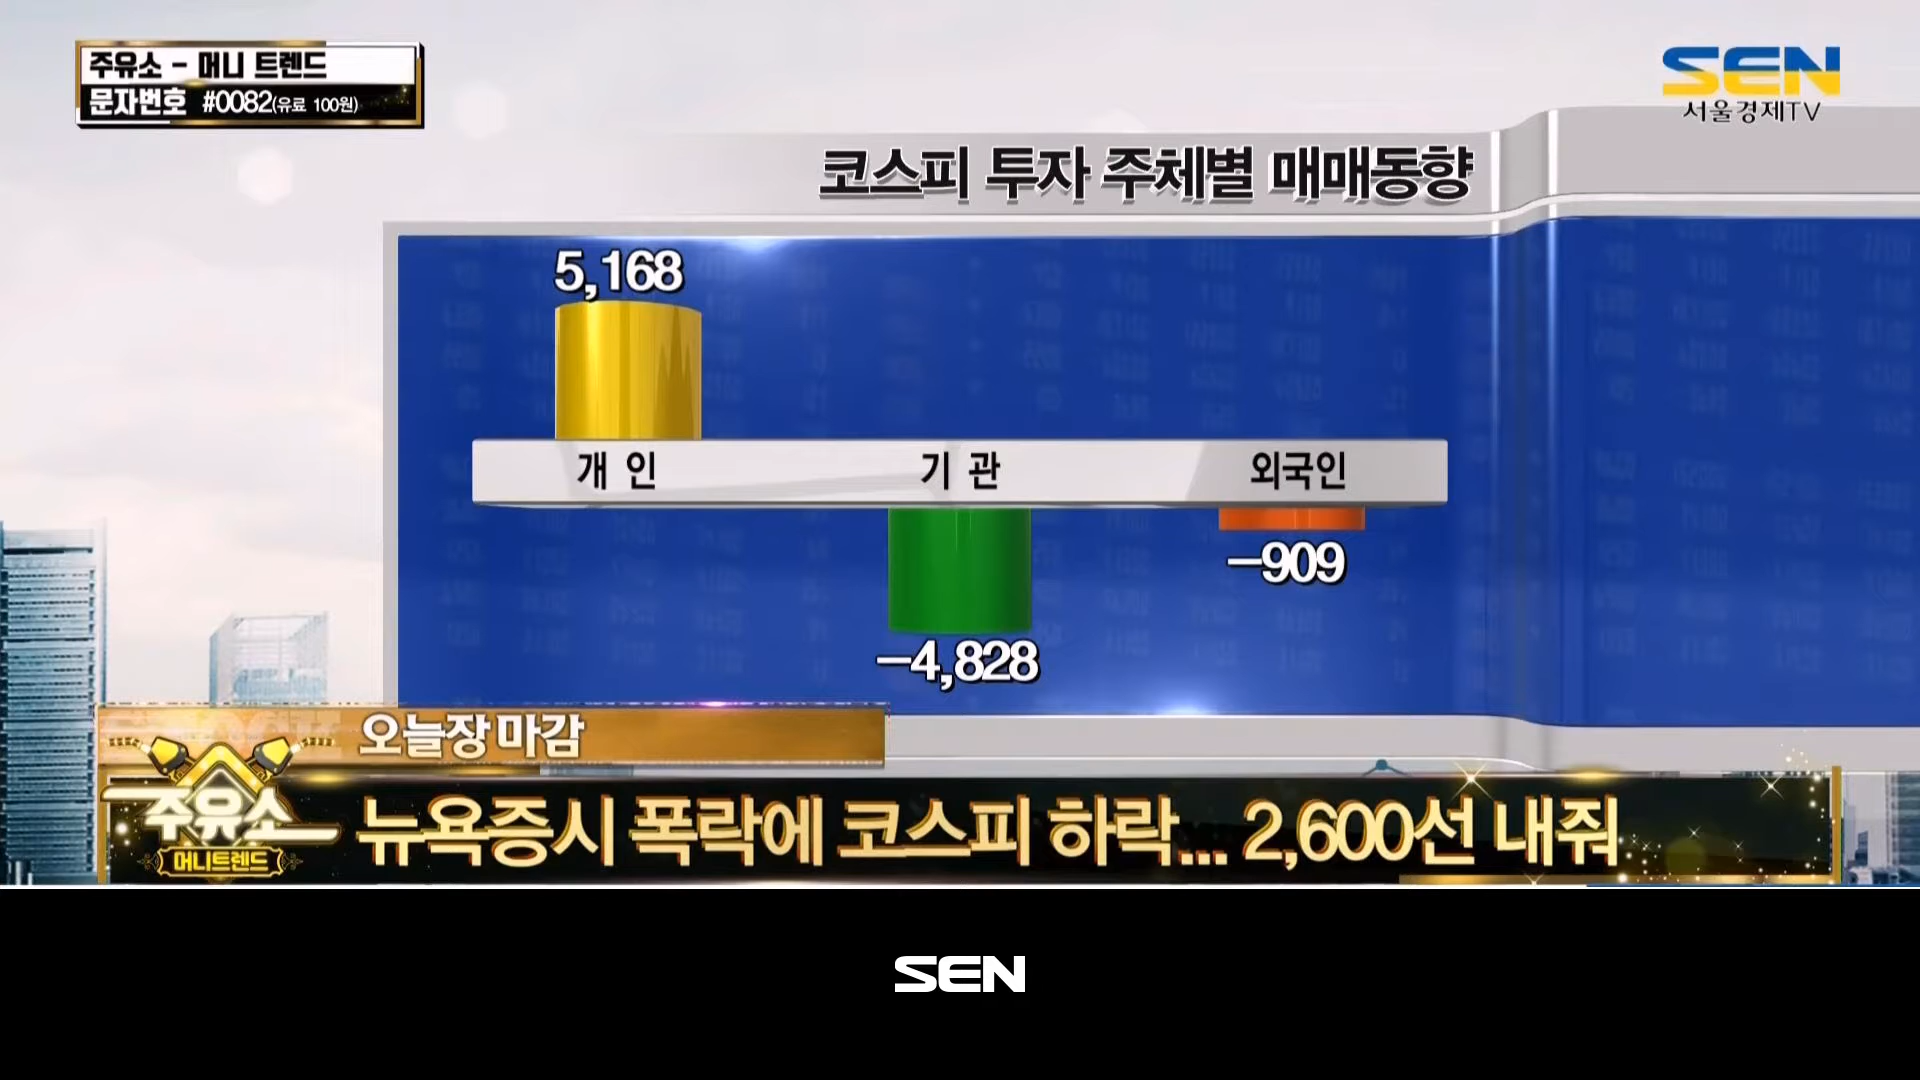 주유소 - 머니 트렌드
문자번호 #0082(유료 100원)
SEN
서울경제TV
코스피 투자 주체별 매매동향
5,168
개인
기관
외국인
-909
-4,828
오늘장 마감
주유소
머니트렌드
뉴욕증시 폭락에 코스피 하락... 2,600선 내줘
SEN